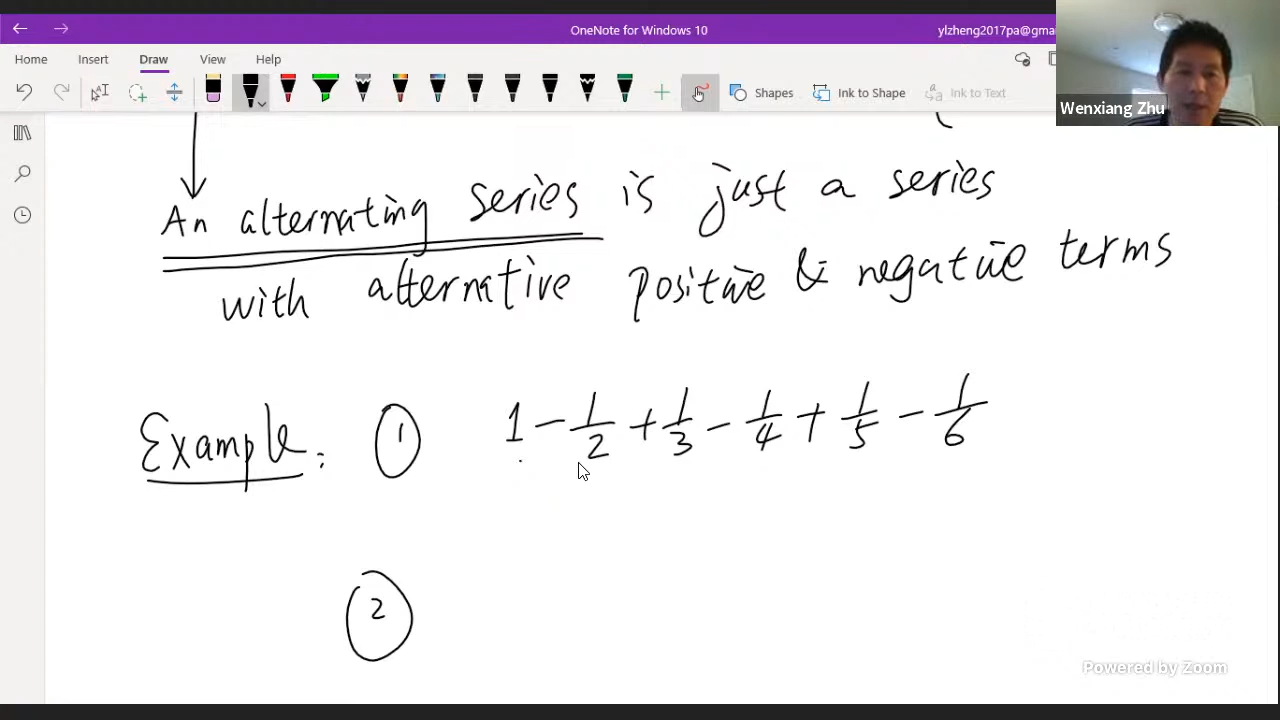 OneNote for Windows 10
ylzheng2017pa@gma
Home Insert Draw View Help
Shapes Ink to Shape Ink to Text
Wenxiang Zhu
An alternating series is just a series
with alternative positive & negative terms
Example: ① 1 - 1/2 + 1/3 - 1/4 + 1/5 - 1/6
②
Powered by Zoom